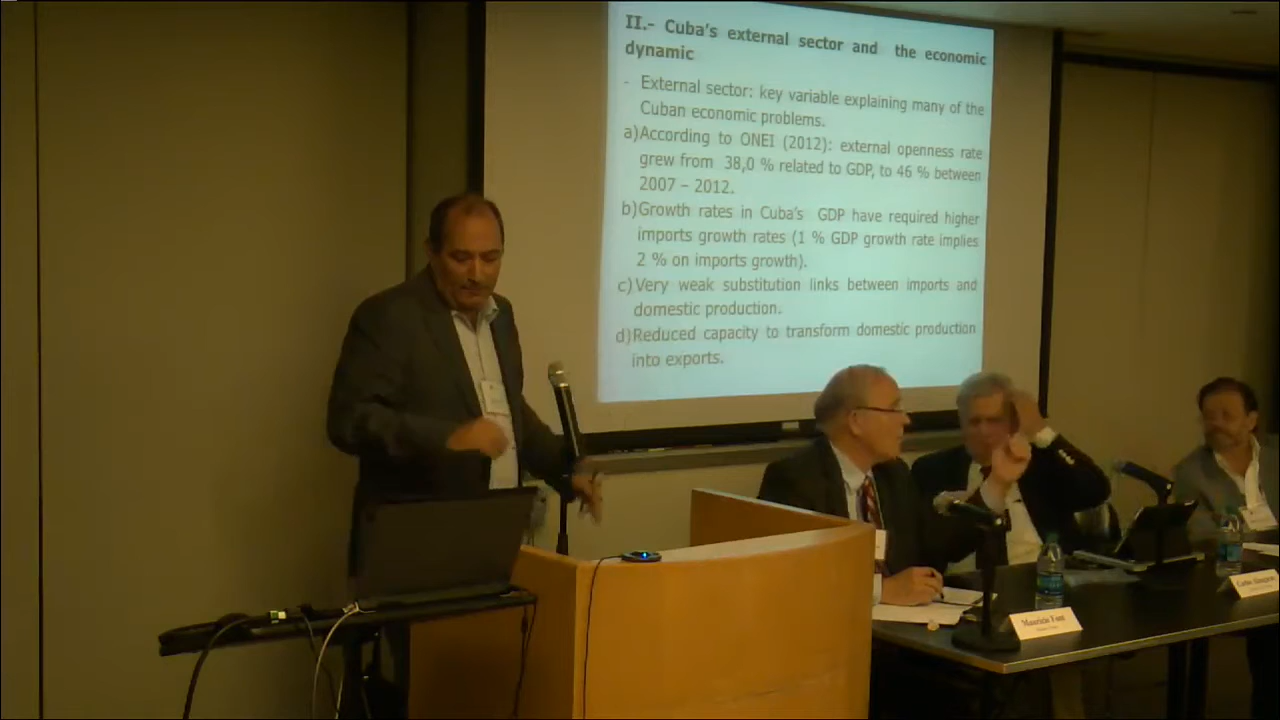 II.- Cuba's external sector and the economic
dynamic
- External sector: key variable explaining many of the
Cuban economic problems.
a)According to ONEI (2012): external openness rate
grew from 38,0 % related to GDP, to 46 % between
2007 – 2012.
b)Growth rates in Cuba's GDP have required higher
imports growth rates (1 % GDP growth rate implies
2 % on imports growth).
c)Very weak substitution links between imports and
domestic production.
d)Reduced capacity to transform domestic production
into exports.
Mauricio Font
Carlos